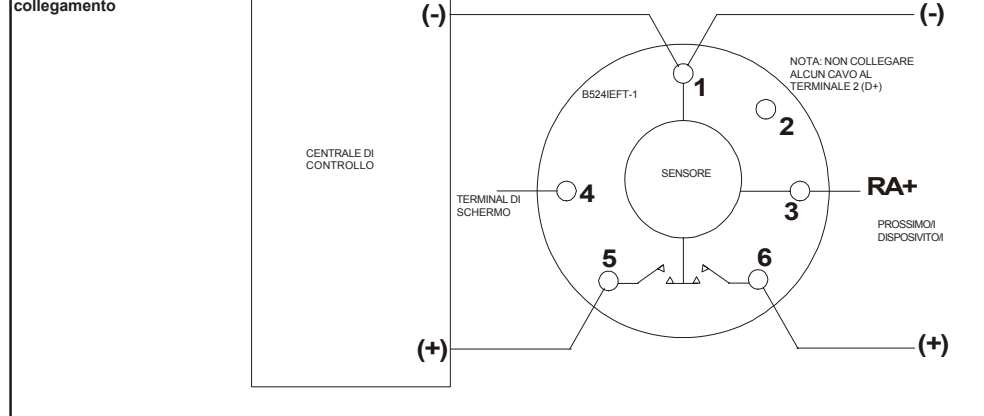 collegamento
(-)
(-)
NOTA: NON COLLEGARE
ALCUN CAVO AL
TERMINALE 2 (D+)
B524IEFT-1
1
2
CENTRALE DI
CONTROLLO
SENSORE
TERMINAL DI
SCHERMO
4
3
RA+
PROSSIMO/I
DISPOSIVITO/I
5
6
(+)
(+)